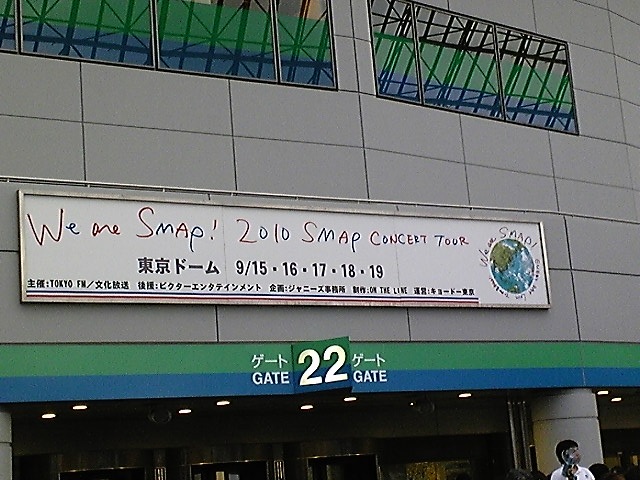 We are SMAP! 2010 SMAP CONCERT TOUR
東京ドーム 9/15・16・17・18・19
主催:TOKYO FM/文化放送 後援:ビクターエンタテインメント 企画:ジャニーズ事務所 制作:ON THE LINE 運営:キョードー東京
We are SMAP!
ゲート 22 ゲート
GATE GATE